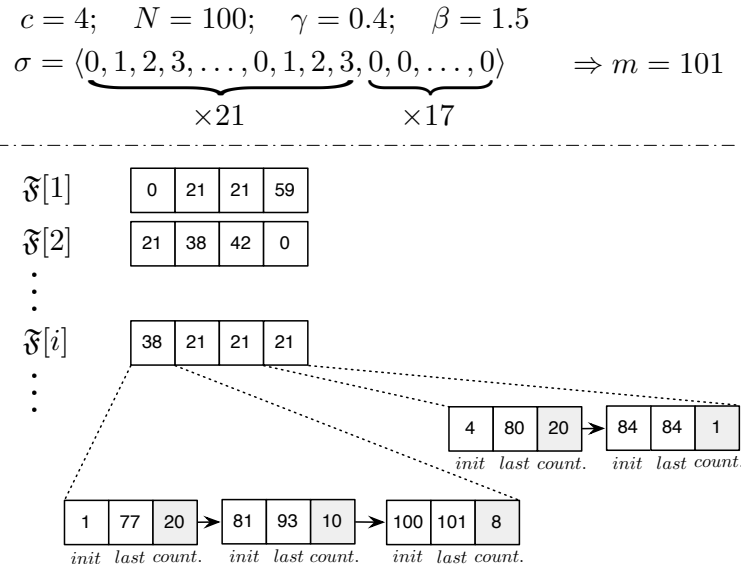 c = 4; N = 100; γ = 0.4; β = 1.5
σ = ⟨0, 1, 2, 3, . . . , 0, 1, 2, 3, 0, 0, . . . , 0⟩ ⇒ m = 101
×21 ×17
𝔉[1] 0 21 21 59
𝔉[2] 21 38 42 0
𝔉[i] 38 21 21 21
4 80 20 84 84 1
init last count. init last count.
1 77 20 81 93 10 100 101 8
init last count. init last count. init last count.